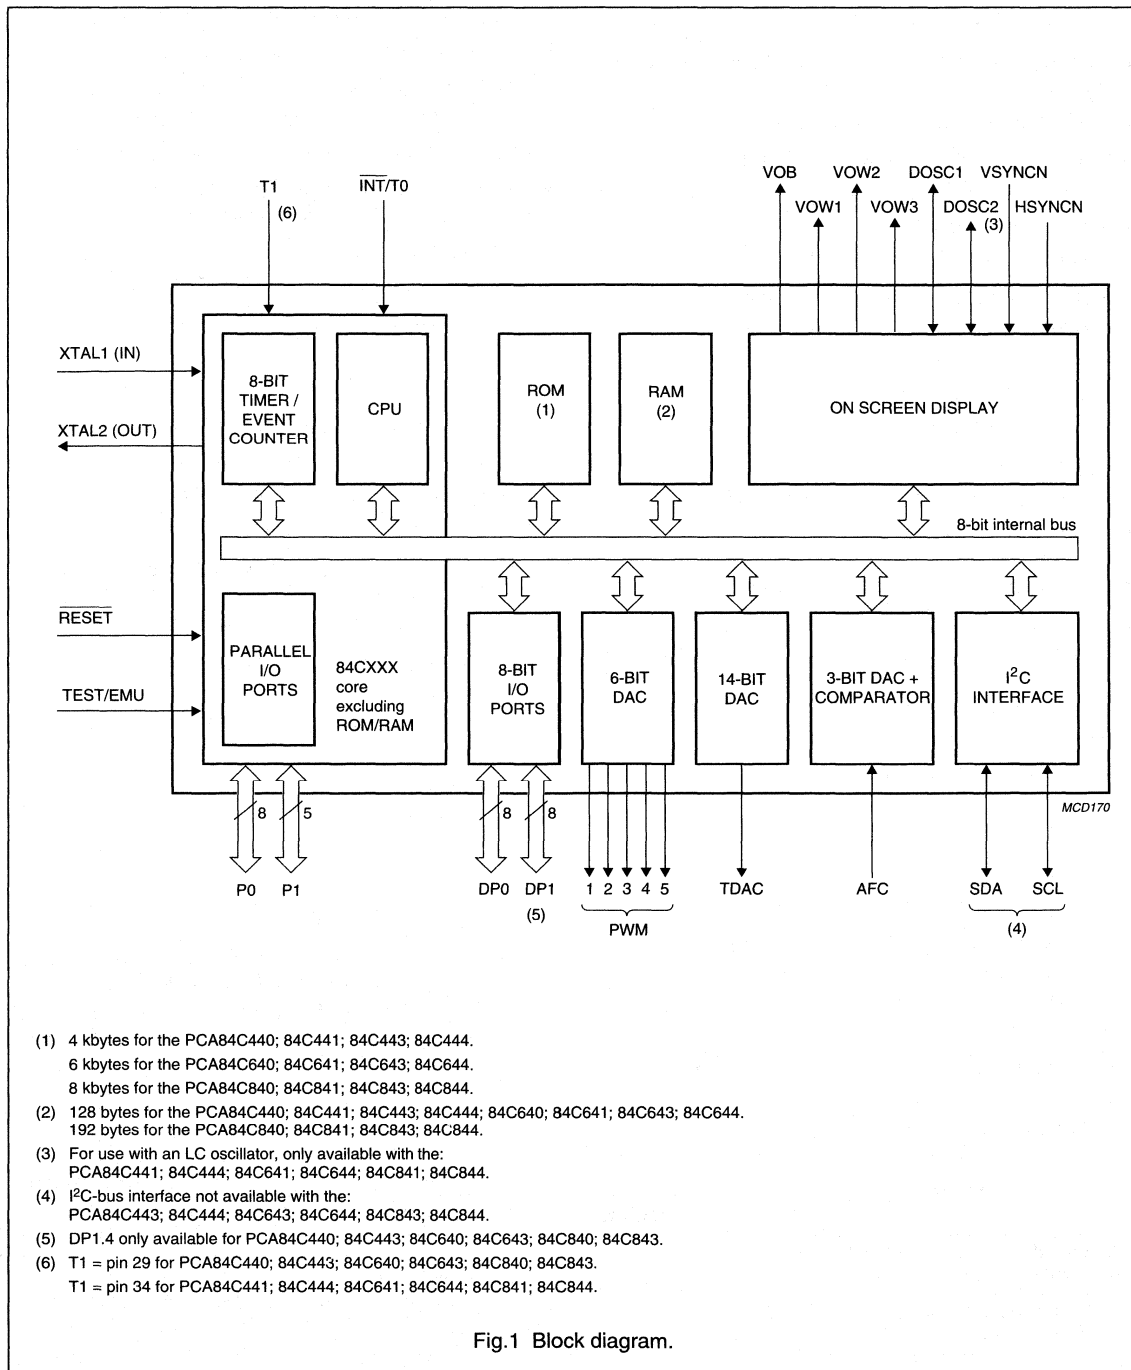 VOB VOW2 DOSC1 VSYNCN
T1 INT/T0
(6)
VOW1 VOW3 DOSC2 HSYNCN
(3)
XTAL1 (IN)
XTAL2 (OUT)
8-BIT
TIMER /
EVENT
COUNTER
CPU
ROM
(1)
RAM
(2)
ON SCREEN DISPLAY
8-bit internal bus
RESET
TEST/EMU
PARALLEL
I/O
PORTS
84CXXX
core
excluding
ROM/RAM
8-BIT
I/O
PORTS
6-BIT
DAC
14-BIT
DAC
3-BIT DAC +
COMPARATOR
I²C
INTERFACE
MCD170
8 5 8 8
P0 P1 DP0 DP1 1 2 3 4 5 TDAC AFC SDA SCL
(5) PWM (4)
(1) 4 kbytes for the PCA84C440; 84C441; 84C443; 84C444.
6 kbytes for the PCA84C640; 84C641; 84C643; 84C644.
8 kbytes for the PCA84C840; 84C841; 84C843; 84C844.
(2) 128 bytes for the PCA84C440; 84C441; 84C443; 84C444; 84C640; 84C641; 84C643; 84C644.
192 bytes for the PCA84C840; 84C841; 84C843; 84C844.
(3) For use with an LC oscillator, only available with the:
PCA84C441; 84C444; 84C641; 84C644; 84C841; 84C844.
(4) I²C-bus interface not available with the:
PCA84C443; 84C444; 84C643; 84C644; 84C843; 84C844.
(5) DP1.4 only available for PCA84C440; 84C443; 84C640; 84C643; 84C840; 84C843.
(6) T1 = pin 29 for PCA84C440; 84C443; 84C640; 84C643; 84C840; 84C843.
T1 = pin 34 for PCA84C441; 84C444; 84C641; 84C644; 84C841; 84C844.
Fig.1 Block diagram.